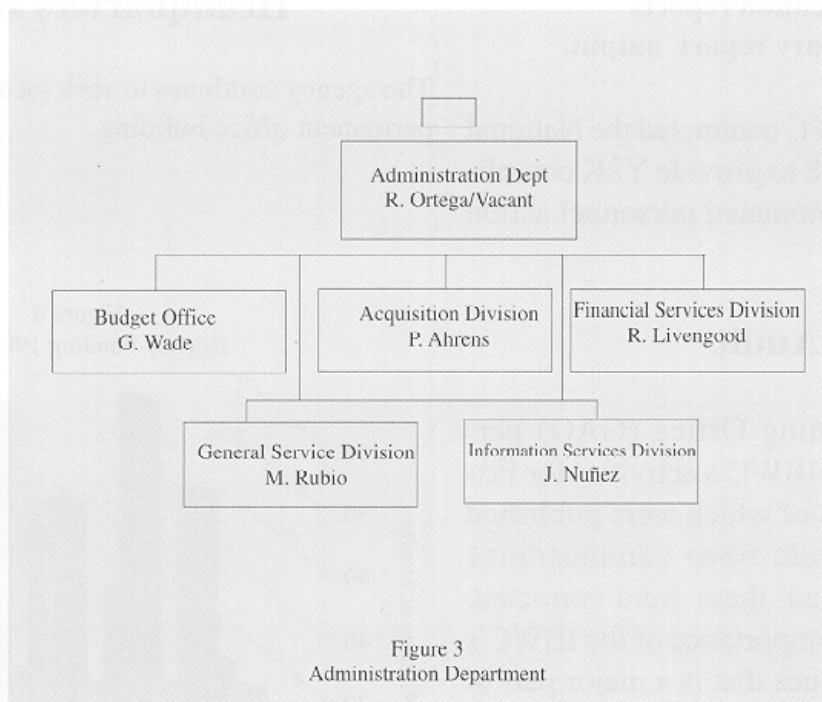 Administration Dept
R. Ortega/Vacant
Budget Office
G. Wade
Acquisition Division
P. Ahrens
Financial Services Division
R. Livengood
General Service Division
M. Rubio
Information Services Division
J. Nuñez
Figure 3
Administration Department